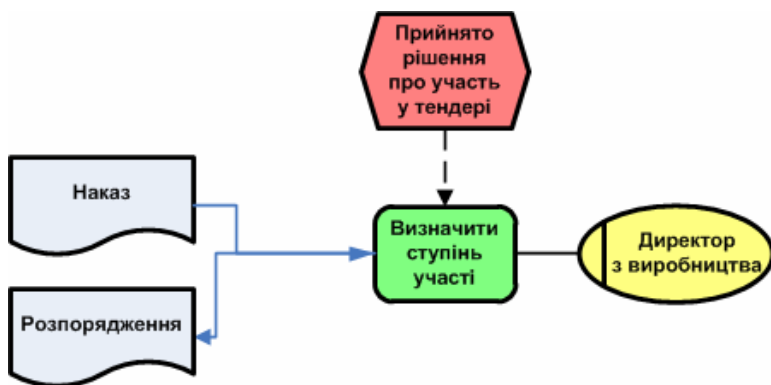 Прийнято
рішення
про участь
у тендері
Наказ
Визначити
ступінь
участі
Директор
з виробництва
Розпорядження